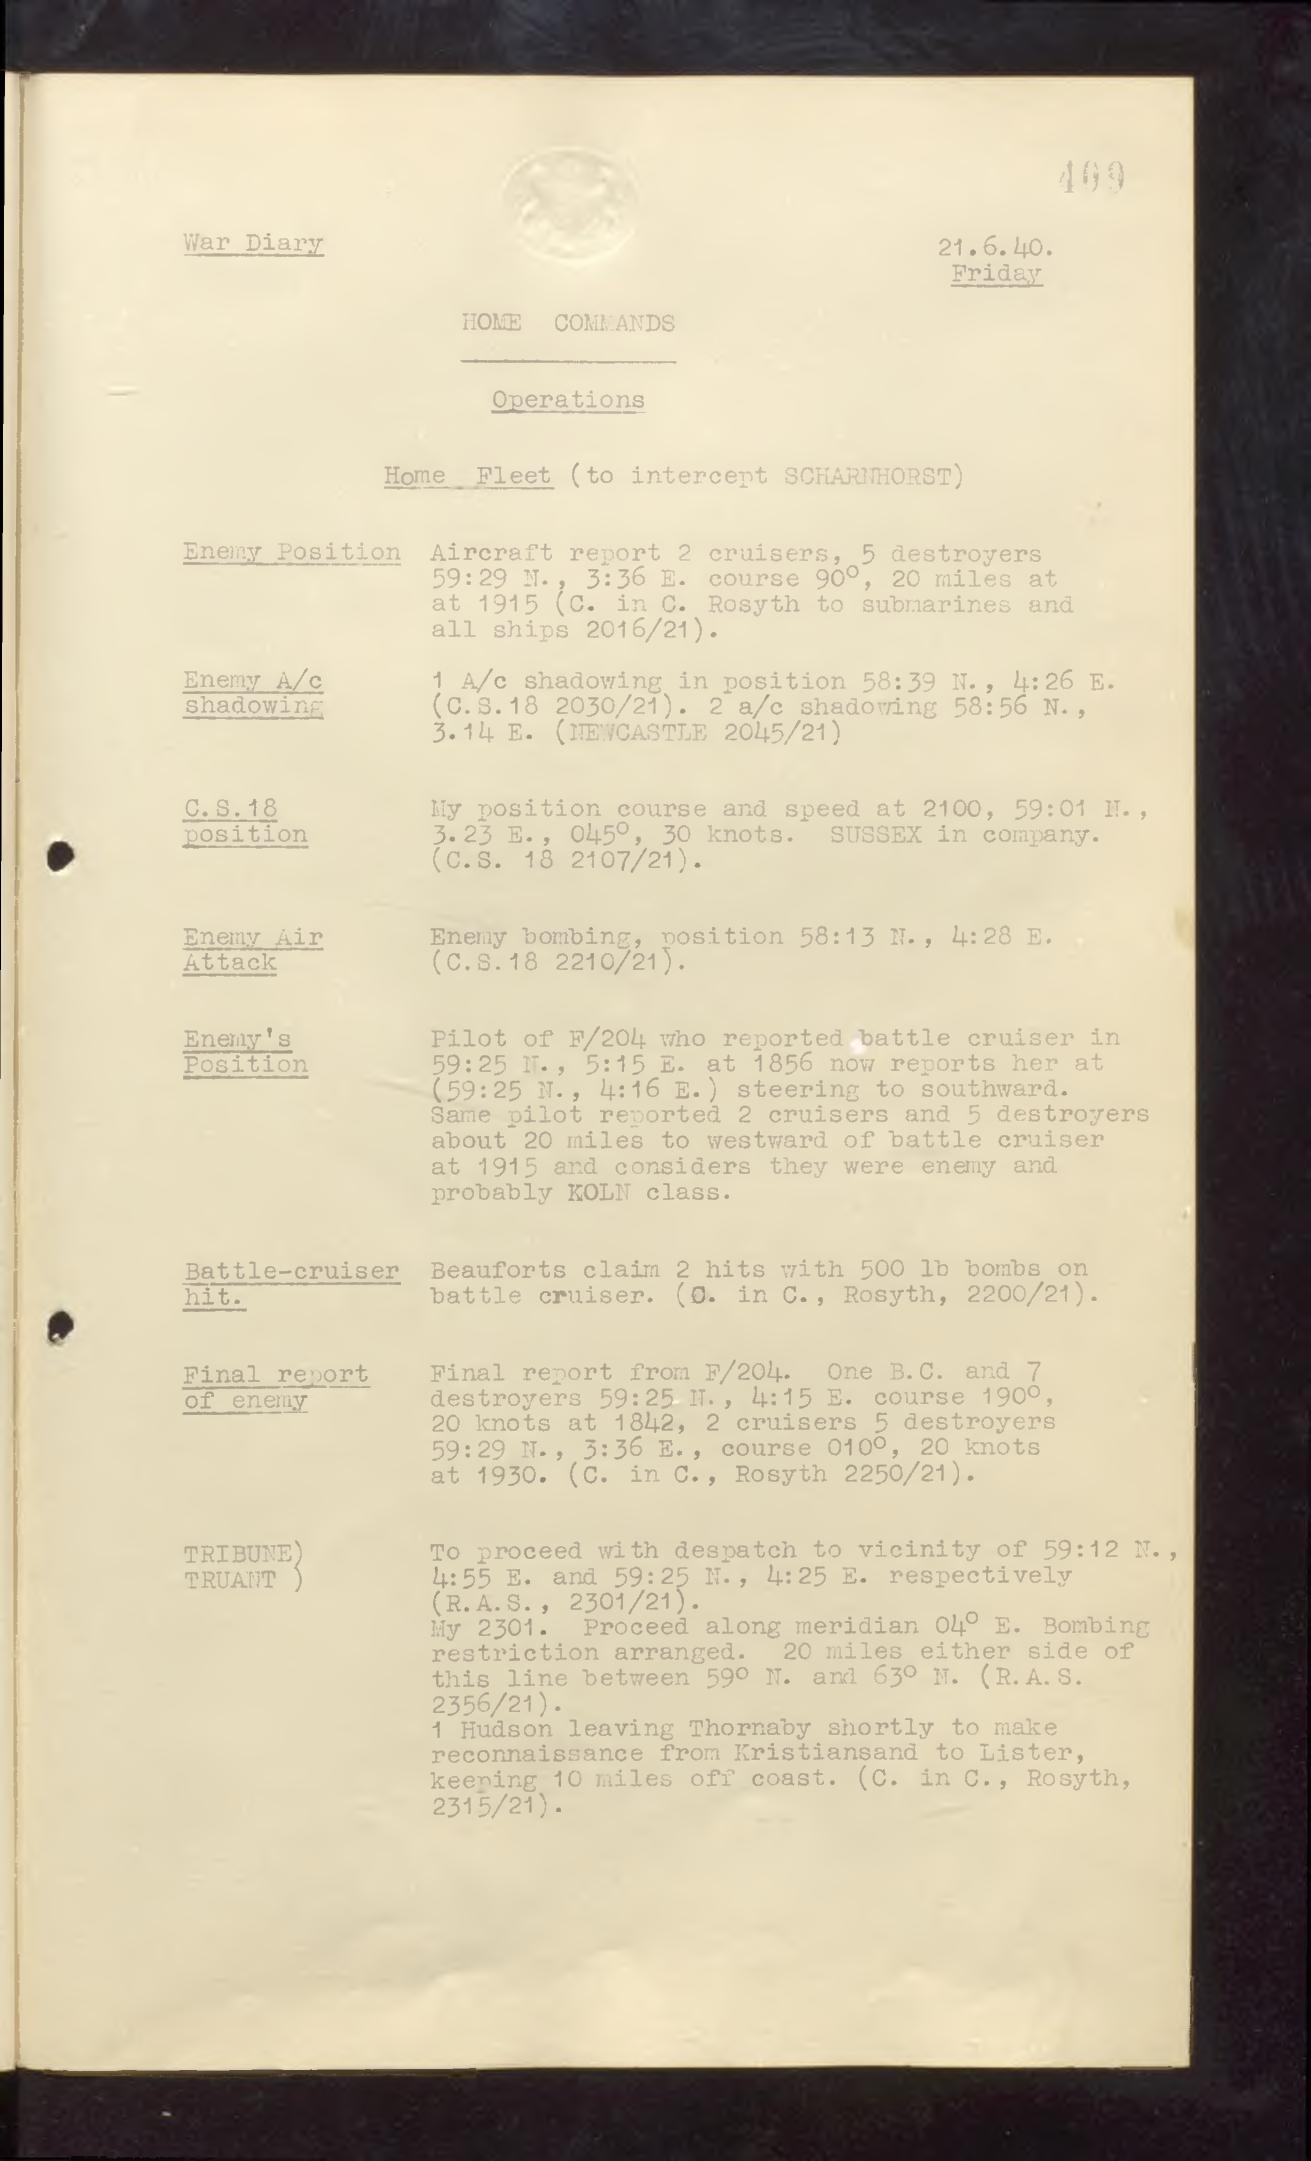 409
War Diary
21.6.40.
Friday
HOME COMMANDS
Operations
Home Fleet (to intercept SCHARNHORST)
Enemy Position
Aircraft report 2 cruisers, 5 destroyers
59:29 N., 3:36 E. course 90°, 20 miles at
at 1915 (C. in C. Rosyth to submarines and
all ships 2016/21).
Enemy A/c
shadowing
1 A/c shadowing in position 58:39 N., 4:26 E.
(C.S.18 2030/21). 2 a/c shadowing 58:56 N.,
3.14 E. (NEWCASTLE 2045/21)
C.S.18
position
My position course and speed at 2100, 59:01 N.,
3.23 E., 045°, 30 knots. SUSSEX in company.
(C.S. 18 2107/21).
Enemy Air
Attack
Enemy bombing, position 58:13 N., 4:28 E.
(C.S.18 2210/21).
Enemy's
Position
Pilot of F/204 who reported battle cruiser in
59:25 N., 5:15 E. at 1856 now reports her at
(59:25 N., 4:16 E.) steering to southward.
Same pilot reported 2 cruisers and 5 destroyers
about 20 miles to westward of battle cruiser
at 1915 and considers they were enemy and
probably KOLN class.
Battle-cruiser
hit.
Beauforts claim 2 hits with 500 lb bombs on
battle cruiser. (C. in C., Rosyth, 2200/21).
Final report
of enemy
Final report from F/204. One B.C. and 7
destroyers 59:25 N., 4:15 E. course 190°,
20 knots at 1842, 2 cruisers 5 destroyers
59:29 N., 3:36 E., course 010°, 20 knots
at 1930. (C. in C., Rosyth 2250/21).
TRIBUNE)
TRUANT )
To proceed with despatch to vicinity of 59:12 N.,
4:55 E. and 59:25 N., 4:25 E. respectively
(R.A.S., 2301/21).
My 2301. Proceed along meridian 04° E. Bombing
restriction arranged. 20 miles either side of
this line between 59° N. and 63° N. (R.A.S.
2356/21).
1 Hudson leaving Thornaby shortly to make
reconnaissance from Kristiansand to Lister,
keeping 10 miles off coast. (C. in C., Rosyth,
2315/21).